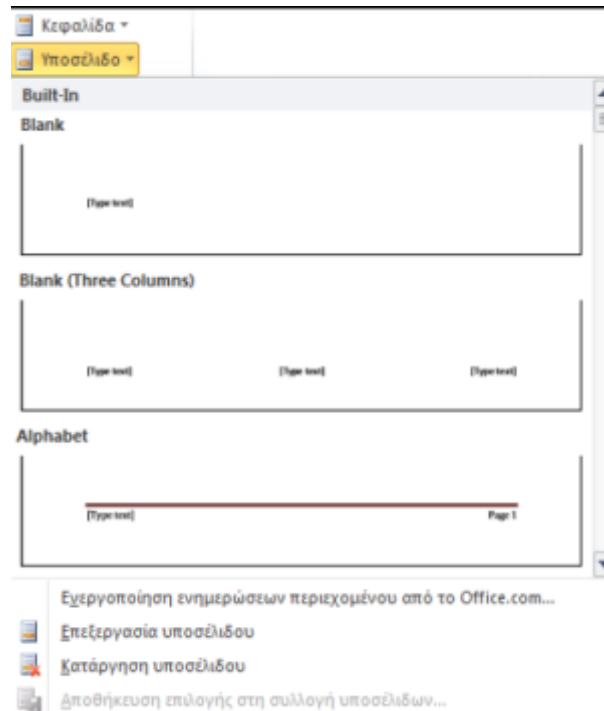 Κεφαλίδα
Υποσέλιδο
Built-In
Blank
[Type text]
Blank (Three Columns)
[Type text] [Type text] [Type text]
Alphabet
[Type text] Page 1
Ενεργοποίηση ενημερώσεων περιεχομένου από το Office.com...
Επεξεργασία υποσέλιδου
Κατάργηση υποσέλιδου
Αποθήκευση επιλογής στη συλλογή υποσέλιδων...